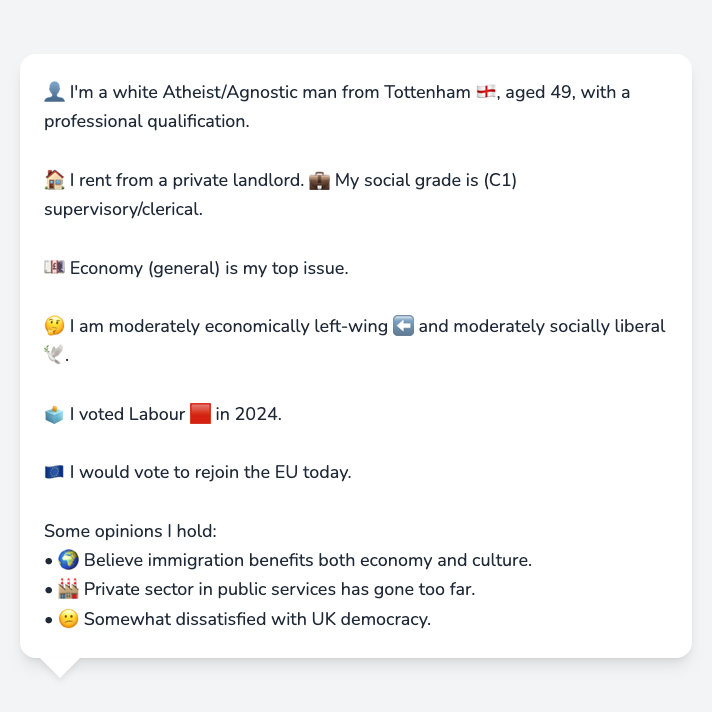 👤 I'm a white Atheist/Agnostic man from Tottenham 🏴󠁧󠁢󠁥󠁮󠁧󠁿, aged 49, with a
professional qualification.
🏠 I rent from a private landlord. 💼 My social grade is (C1)
supervisory/clerical.
💷 Economy (general) is my top issue.
🤔 I am moderately economically left-wing ⬅️ and moderately socially liberal
🕊️.
🗳️ I voted Labour 🟥 in 2024.
🇪🇺 I would vote to rejoin the EU today.
Some opinions I hold:
• 🌍 Believe immigration benefits both economy and culture.
• 🏭 Private sector in public services has gone too far.
• 😕 Somewhat dissatisfied with UK democracy.